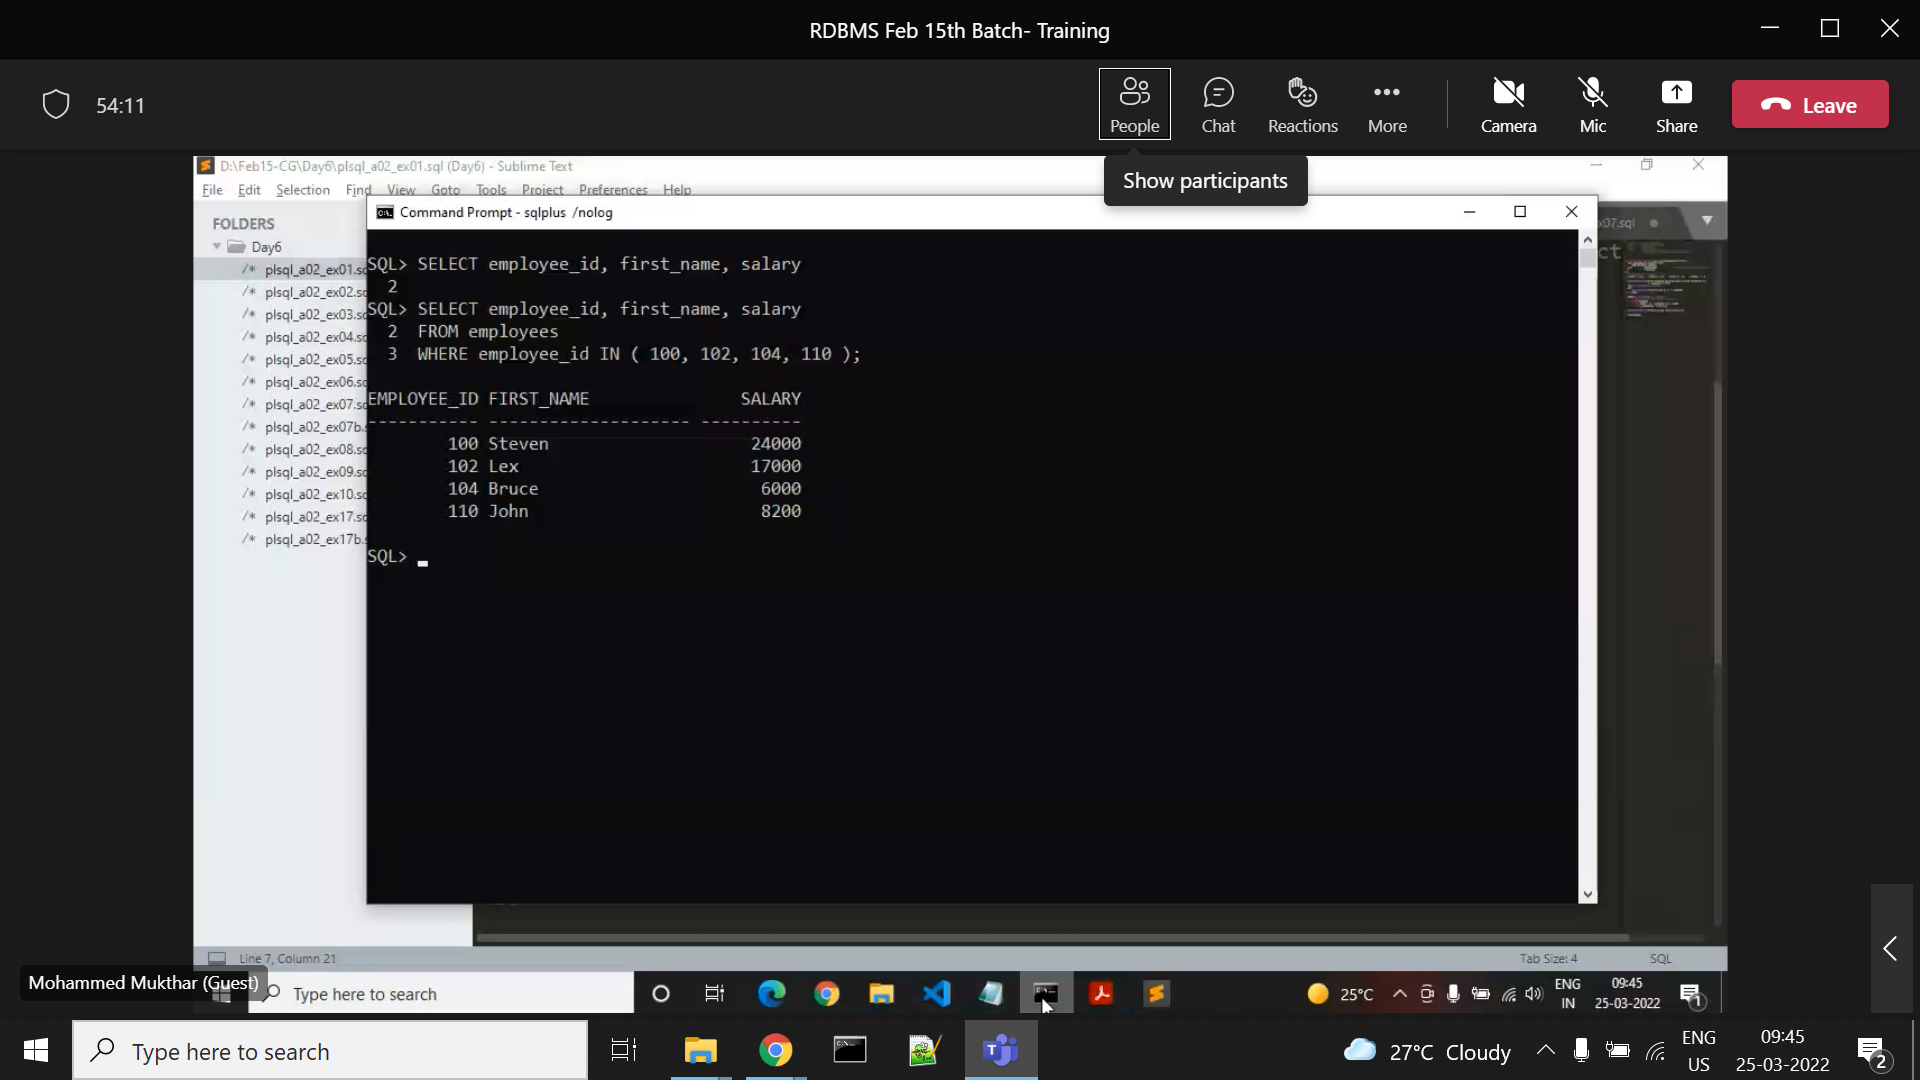 RDBMS Feb 15th Batch- Training
54:11
People
Chat
Reactions
More
Camera
Mic
Share
Leave
Show participants
D:\Feb15-CG\Day6\plsql_a02_ex01.sql (Day6) - Sublime Text
File Edit Selection Find View Goto Tools Project Preferences Help
FOLDERS
Day6
/* plsql_a02_ex01.sq
/* plsql_a02_ex02.sq
/* plsql_a02_ex03.sq
/* plsql_a02_ex04.sq
/* plsql_a02_ex05.sq
/* plsql_a02_ex06.sq
/* plsql_a02_ex07.sq
/* plsql_a02_ex07b.s
/* plsql_a02_ex08.sq
/* plsql_a02_ex09.sq
/* plsql_a02_ex10.sq
/* plsql_a02_ex17.sq
/* plsql_a02_ex17b.s
x07.sql
ct
Command Prompt - sqlplus /nolog
SQL> SELECT employee_id, first_name, salary
2
SQL> SELECT employee_id, first_name, salary
2 FROM employees
3 WHERE employee_id IN ( 100, 102, 104, 110 );
EMPLOYEE_ID FIRST_NAME SALARY
----------- -------------------- ----------
100 Steven 24000
102 Lex 17000
104 Bruce 6000
110 John 8200
SQL>
Line 7, Column 21
Tab Size: 4
SQL
Mohammed Mukthar (Guest)
Type here to search
25°C
ENG
IN
09:45
25-03-2022
1
Type here to search
27°C Cloudy
ENG
US
09:45
25-03-2022
2